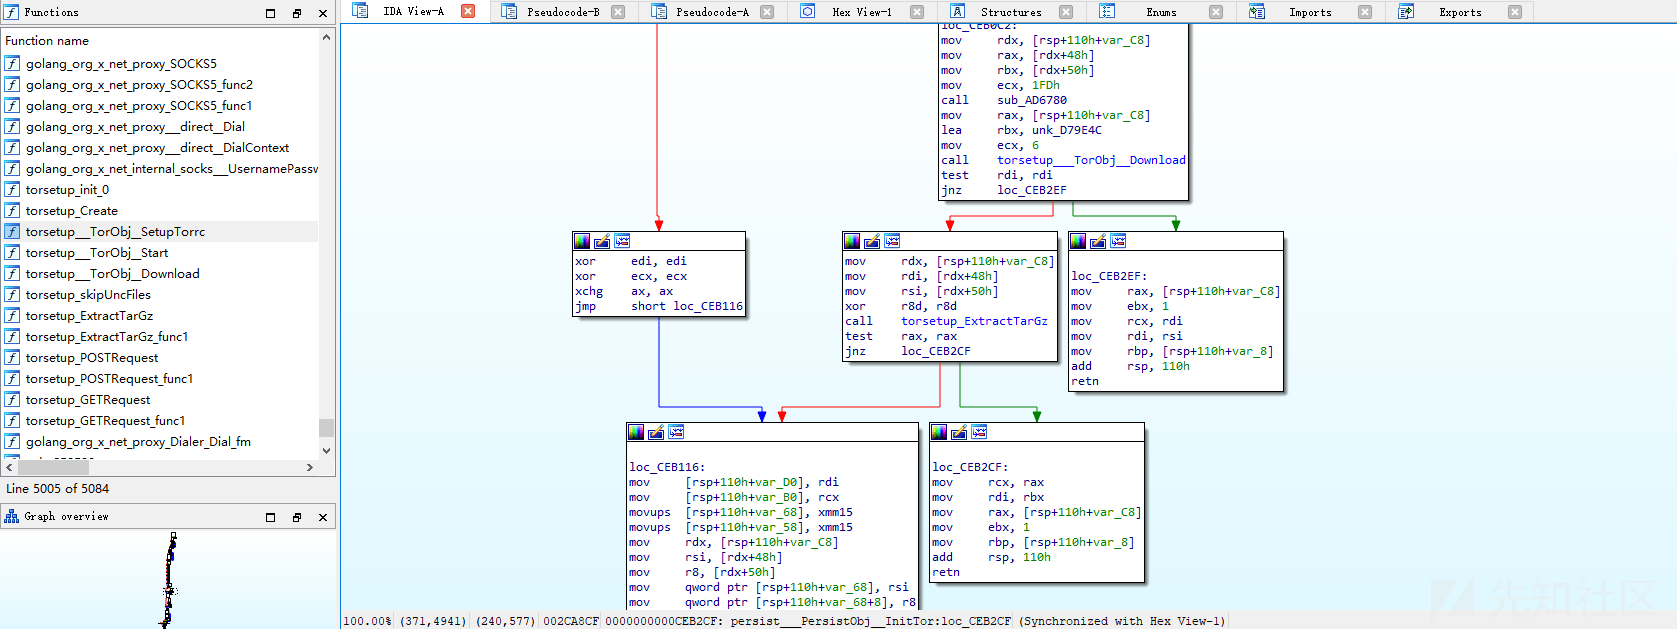 Functions
Function name
golang_org_x_net_proxy_SOCKS5
golang_org_x_net_proxy_SOCKS5_func2
golang_org_x_net_proxy_SOCKS5_func1
golang_org_x_net_proxy___direct__Dial
golang_org_x_net_proxy___direct__DialContext
golang_org_x_net_internal_socks___UsernamePassw
torsetup_init_0
torsetup_Create
torsetup___TorObj__SetupTorrc
torsetup___TorObj__Start
torsetup___TorObj__Download
torsetup_skipUncFiles
torsetup_ExtractTarGz
torsetup_ExtractTarGz_func1
torsetup_POSTRequest
torsetup_POSTRequest_func1
torsetup_GETRequest
torsetup_GETRequest_func1
golang_org_x_net_proxy_Dialer_Dial_fm
Line 5005 of 5084
Graph overview
IDA View-A Pseudocode-B Pseudocode-A Hex View-1 Structures Enums Imports Exports
loc_CEB0C2:
mov rdx, [rsp+110h+var_C8]
mov rax, [rdx+48h]
mov rbx, [rdx+50h]
mov ecx, 1FDh
call sub_AD6780
mov rax, [rsp+110h+var_C8]
lea rbx, unk_D79E4C
mov ecx, 6
call torsetup___TorObj__Download
test rdi, rdi
jnz loc_CEB2EF
xor edi, edi
xor ecx, ecx
xchg ax, ax
jmp short loc_CEB116
mov rdx, [rsp+110h+var_C8]
mov rdi, [rdx+48h]
mov rsi, [rdx+50h]
xor r8d, r8d
call torsetup_ExtractTarGz
test rax, rax
jnz loc_CEB2CF
loc_CEB2EF:
mov rax, [rsp+110h+var_C8]
mov ebx, 1
mov rcx, rdi
mov rdi, rsi
mov rbp, [rsp+110h+var_8]
add rsp, 110h
retn
loc_CEB116:
mov [rsp+110h+var_D0], rdi
mov [rsp+110h+var_B0], rcx
movups [rsp+110h+var_68], xmm15
movups [rsp+110h+var_58], xmm15
mov rdx, [rsp+110h+var_C8]
mov rsi, [rdx+48h]
mov r8, [rdx+50h]
mov qword ptr [rsp+110h+var_68], rsi
mov qword ptr [rsp+110h+var_68+8], r8
loc_CEB2CF:
mov rcx, rax
mov rdi, rbx
mov rax, [rsp+110h+var_C8]
mov ebx, 1
mov rbp, [rsp+110h+var_8]
add rsp, 110h
retn
先知社区
100.00% (371,4941) (240,577) 002CA8CF 0000000000CEB2CF: persist___PersistObj__InitTor:loc_CEB2CF (Synchronized with Hex View-1)